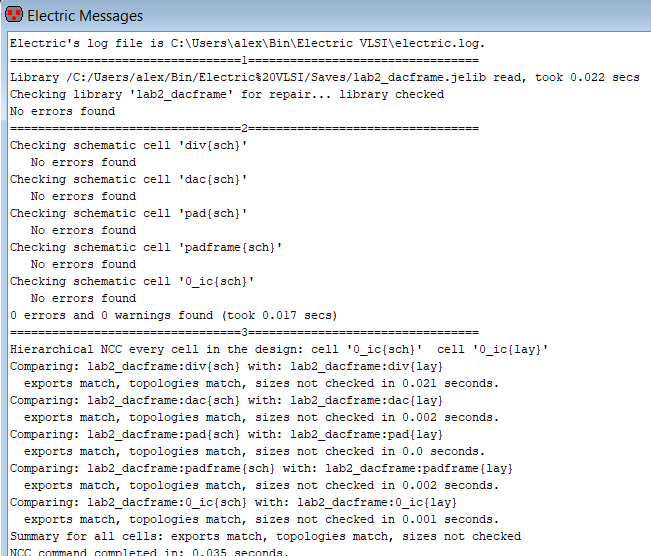 Electric Messages
Electric's log file is C:\Users\alex\Bin\Electric VLSI\electric.log.
=================================1=================================
Library /C:/Users/alex/Bin/Electric%20VLSI/Saves/lab2_dacframe.jelib read, took 0.022 secs
Checking library 'lab2_dacframe' for repair... library checked
No errors found
=================================2=================================
Checking schematic cell 'div{sch}'
   No errors found
Checking schematic cell 'dac{sch}'
   No errors found
Checking schematic cell 'pad{sch}'
   No errors found
Checking schematic cell 'padframe{sch}'
   No errors found
Checking schematic cell '0_ic{sch}'
   No errors found
0 errors and 0 warnings found (took 0.017 secs)
=================================3=================================
Hierarchical NCC every cell in the design: cell '0_ic{sch}'  cell '0_ic{lay}'
Comparing: lab2_dacframe:div{sch} with: lab2_dacframe:div{lay}
  exports match, topologies match, sizes not checked in 0.021 seconds.
Comparing: lab2_dacframe:dac{sch} with: lab2_dacframe:dac{lay}
  exports match, topologies match, sizes not checked in 0.002 seconds.
Comparing: lab2_dacframe:pad{sch} with: lab2_dacframe:pad{lay}
  exports match, topologies match, sizes not checked in 0.0 seconds.
Comparing: lab2_dacframe:padframe{sch} with: lab2_dacframe:padframe{lay}
  exports match, topologies match, sizes not checked in 0.002 seconds.
Comparing: lab2_dacframe:0_ic{sch} with: lab2_dacframe:0_ic{lay}
  exports match, topologies match, sizes not checked in 0.001 seconds.
Summary for all cells: exports match, topologies match, sizes not checked
NCC command completed in: 0.035 seconds.